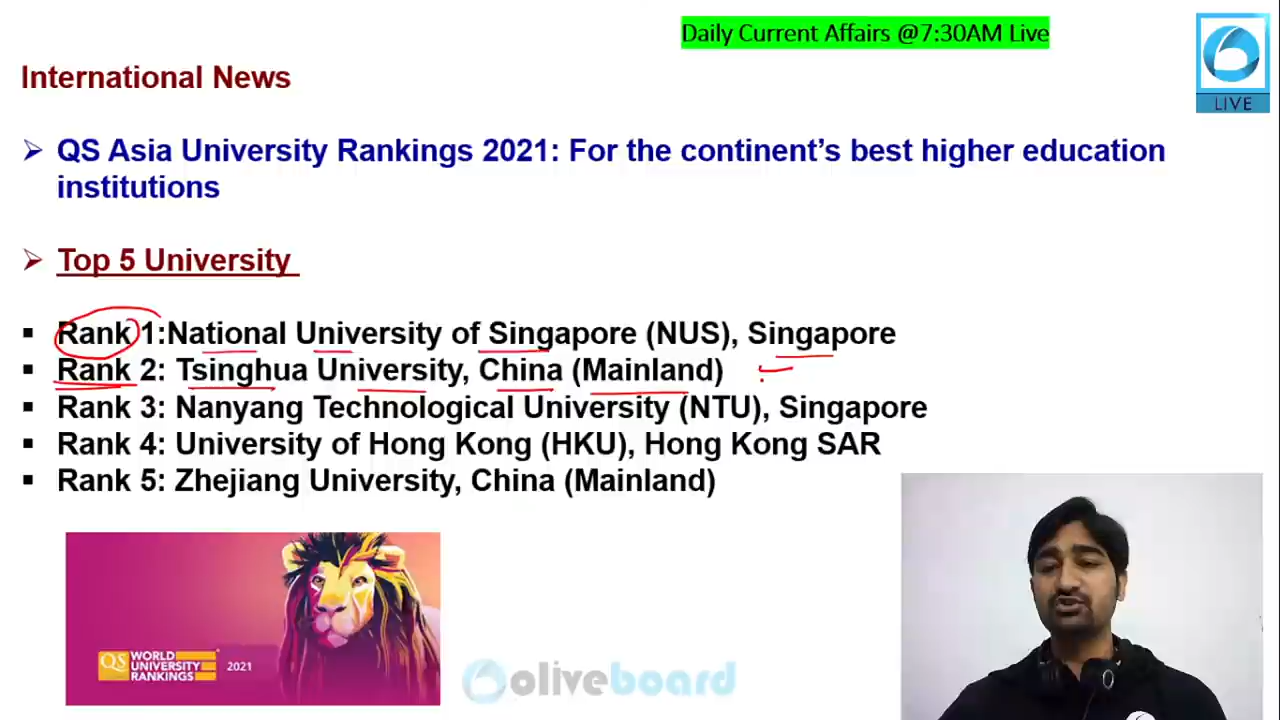 Daily Current Affairs @7:30AM Live
LIVE
International News
➢ QS Asia University Rankings 2021: For the continent’s best higher education
institutions
➢ Top 5 University
▪ Rank 1:National University of Singapore (NUS), Singapore
▪ Rank 2: Tsinghua University, China (Mainland)
▪ Rank 3: Nanyang Technological University (NTU), Singapore
▪ Rank 4: University of Hong Kong (HKU), Hong Kong SAR
▪ Rank 5: Zhejiang University, China (Mainland)
QS WORLD
UNIVERSITY
RANKINGS
2021
oliveboard